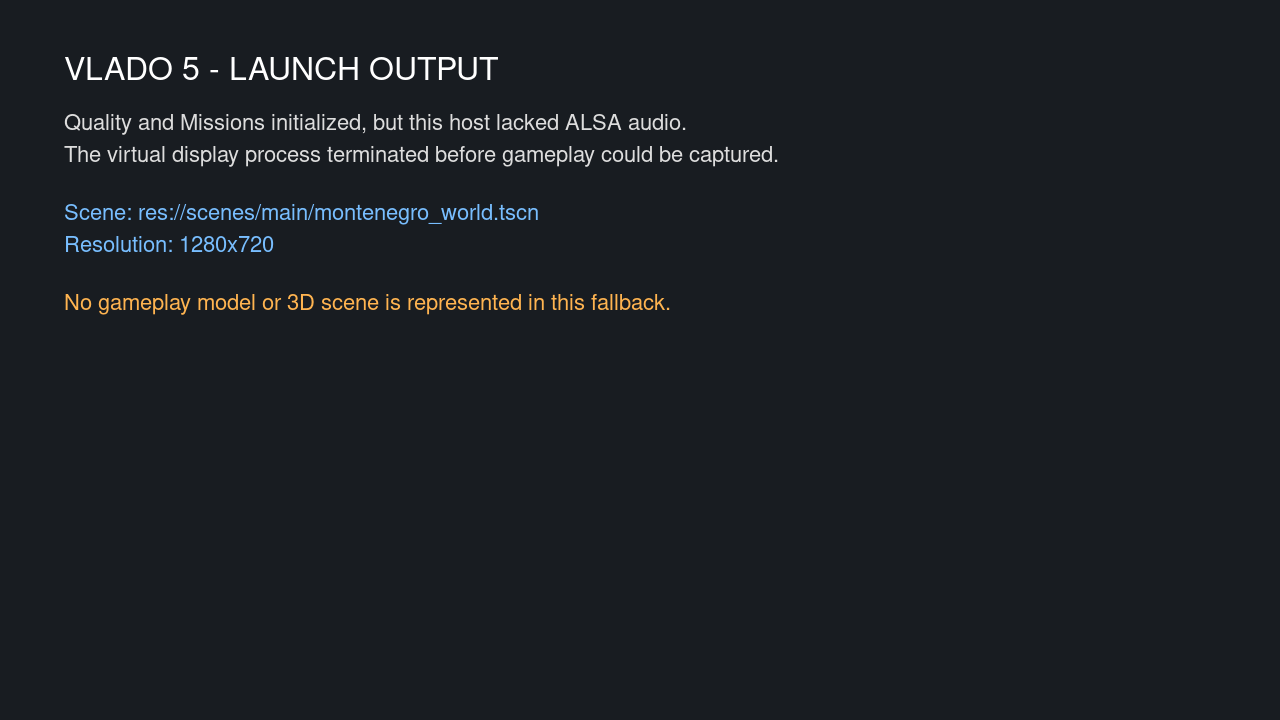 VLADO 5 - LAUNCH OUTPUT
Quality and Missions initialized, but this host lacked ALSA audio.
The virtual display process terminated before gameplay could be captured.
Scene: res://scenes/main/montenegro_world.tscn
Resolution: 1280x720
No gameplay model or 3D scene is represented in this fallback.